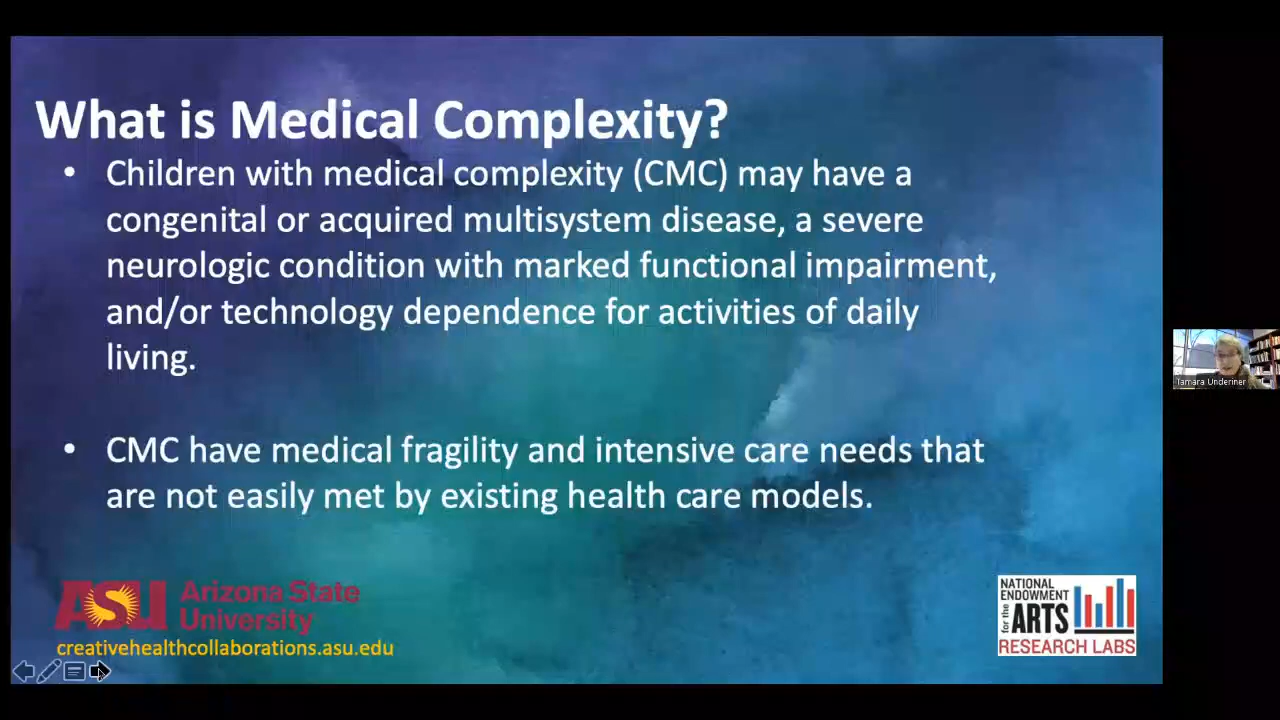 What is Medical Complexity?
• Children with medical complexity (CMC) may have a
congenital or acquired multisystem disease, a severe
neurologic condition with marked functional impairment,
and/or technology dependence for activities of daily
living.
• CMC have medical fragility and intensive care needs that
are not easily met by existing health care models.
ASU Arizona State
University
creativehealthcollaborations.asu.edu
NATIONAL
ENDOWMENT
for the ARTS
RESEARCH LABS
Tamara Underiner